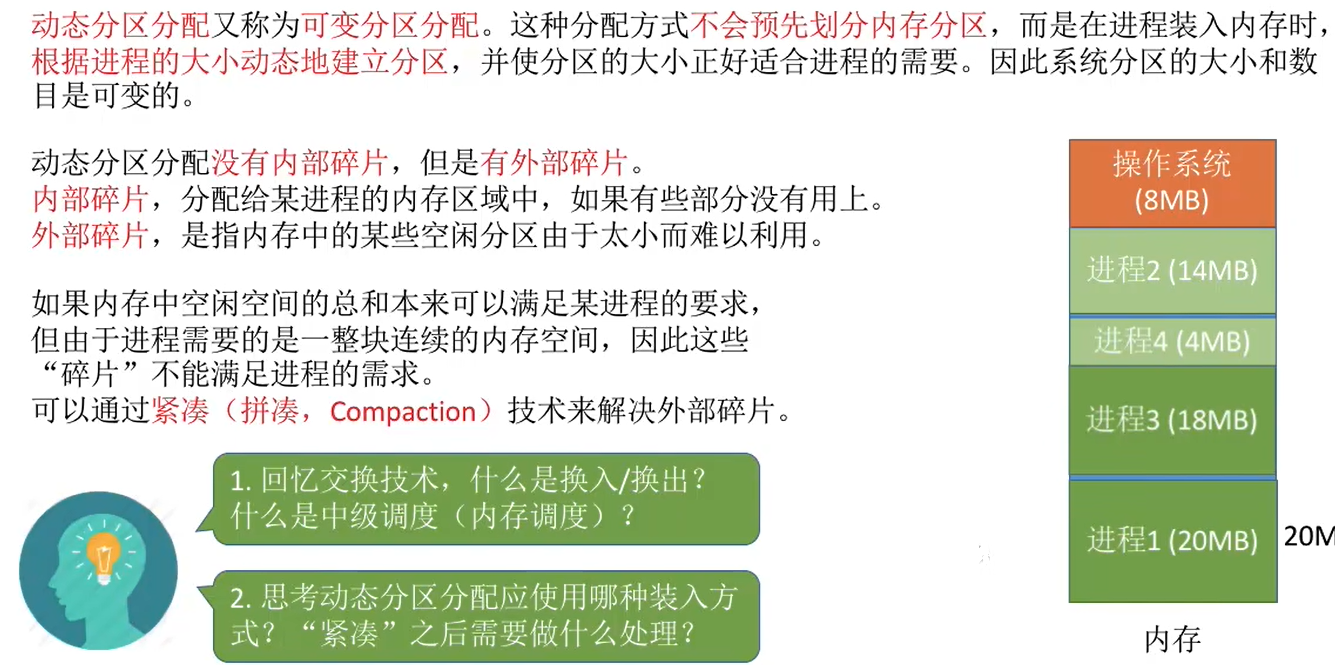 动态分区分配又称为可变分区分配。这种分配方式不会预先划分内存分区，而是在进程装入内存时，
根据进程的大小动态地建立分区，并使分区的大小正好适合进程的需要。因此系统分区的大小和数
目是可变的。
动态分区分配没有内部碎片，但是有外部碎片。
内部碎片，分配给某进程的内存区域中，如果有些部分没有用上。
外部碎片，是指内存中的某些空闲分区由于太小而难以利用。
如果内存中空闲空间的总和本来可以满足某进程的要求，
但由于进程需要的是一整块连续的内存空间，因此这些
“碎片”不能满足进程的需求。
可以通过紧凑（拼凑，Compaction）技术来解决外部碎片。
1. 回忆交换技术，什么是换入/换出？
什么是中级调度（内存调度）？
2. 思考动态分区分配应使用哪种装入方
式？“紧凑”之后需要做什么处理？
操作系统
(8MB)
进程2 (14MB)
进程4 (4MB)
进程3 (18MB)
进程1 (20MB)
20M
内存